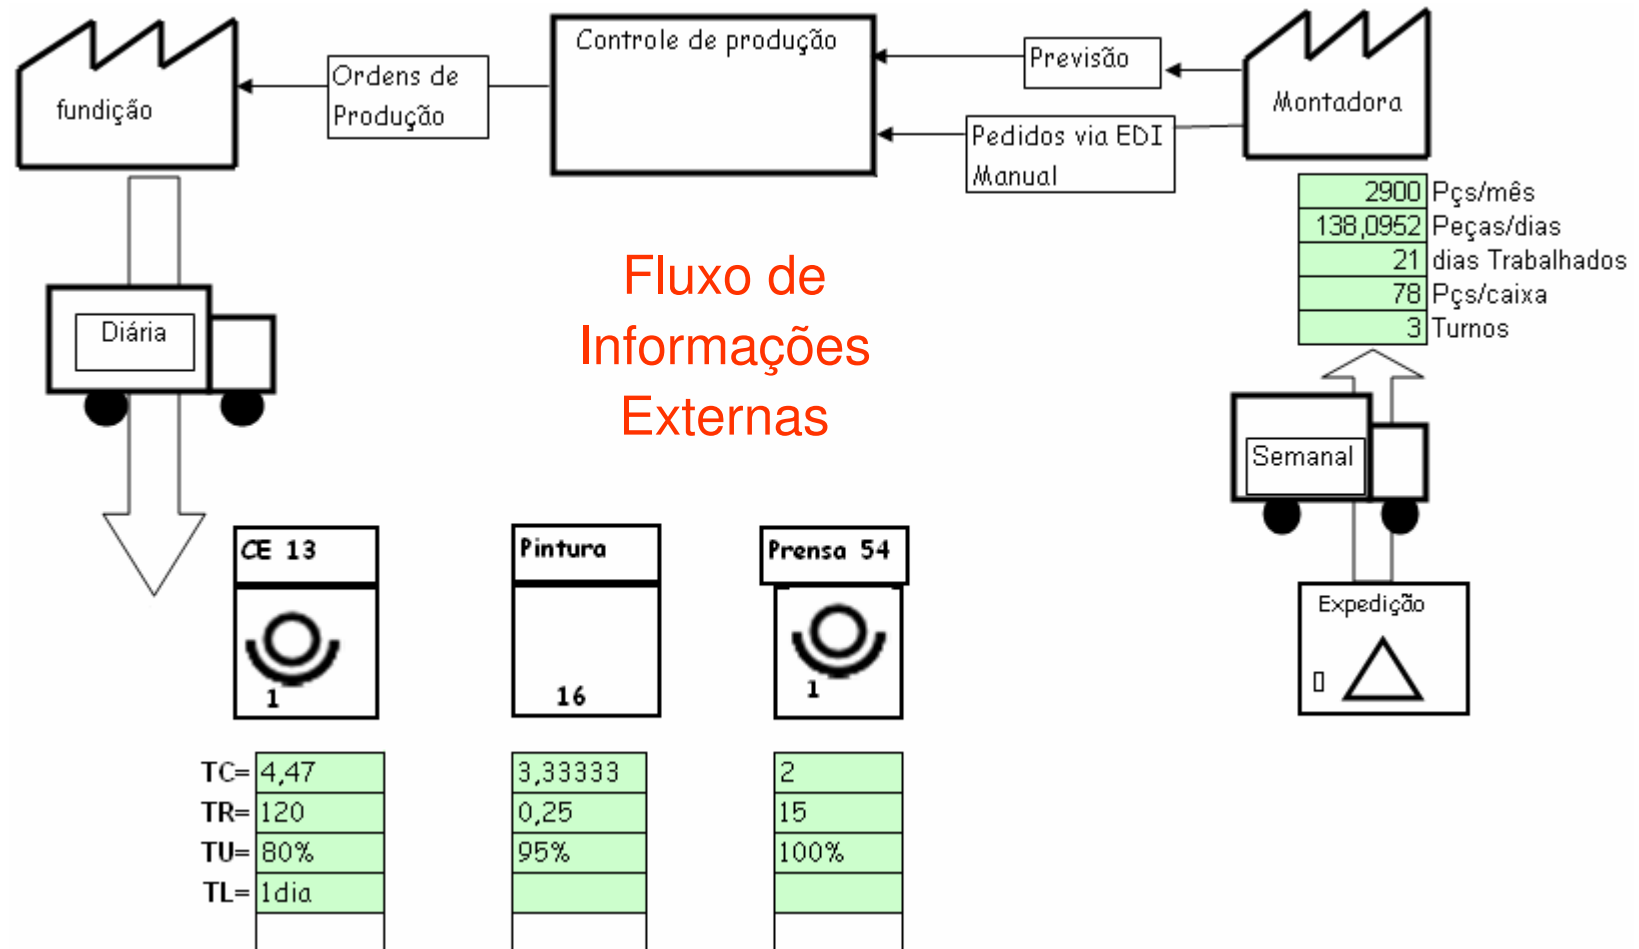 fundição
Ordens de
Produção
Controle de produção
Previsão
Pedidos via EDI
Manual
Montadora
2900 Pçs/mês
138,0952 Peças/dias
21 dias Trabalhados
78 Pçs/caixa
3 Turnos
Diária
Fluxo de
Informações
Externas
Semanal
Expedição
CE 13
1
Pintura
16
Prensa 54
1
TC= 4,47 3,33333 2
TR= 120 0,25 15
TU= 80% 95% 100%
TL= 1dia